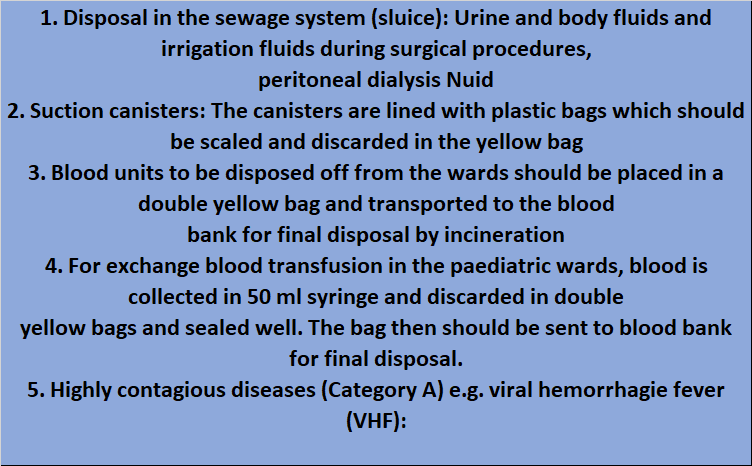 1. Disposal in the sewage system (sluice): Urine and body fluids and
irrigation fluids during surgical procedures,
peritoneal dialysis Nuid
2. Suction canisters: The canisters are lined with plastic bags which should
be scaled and discarded in the yellow bag
3. Blood units to be disposed off from the wards should be placed in a
double yellow bag and transported to the blood
bank for final disposal by incineration
4. For exchange blood transfusion in the paediatric wards, blood is
collected in 50 ml syringe and discarded in double
yellow bags and sealed well. The bag then should be sent to blood bank
for final disposal.
5. Highly contagious diseases (Category A) e.g. viral hemorrhagie fever
(VHF):